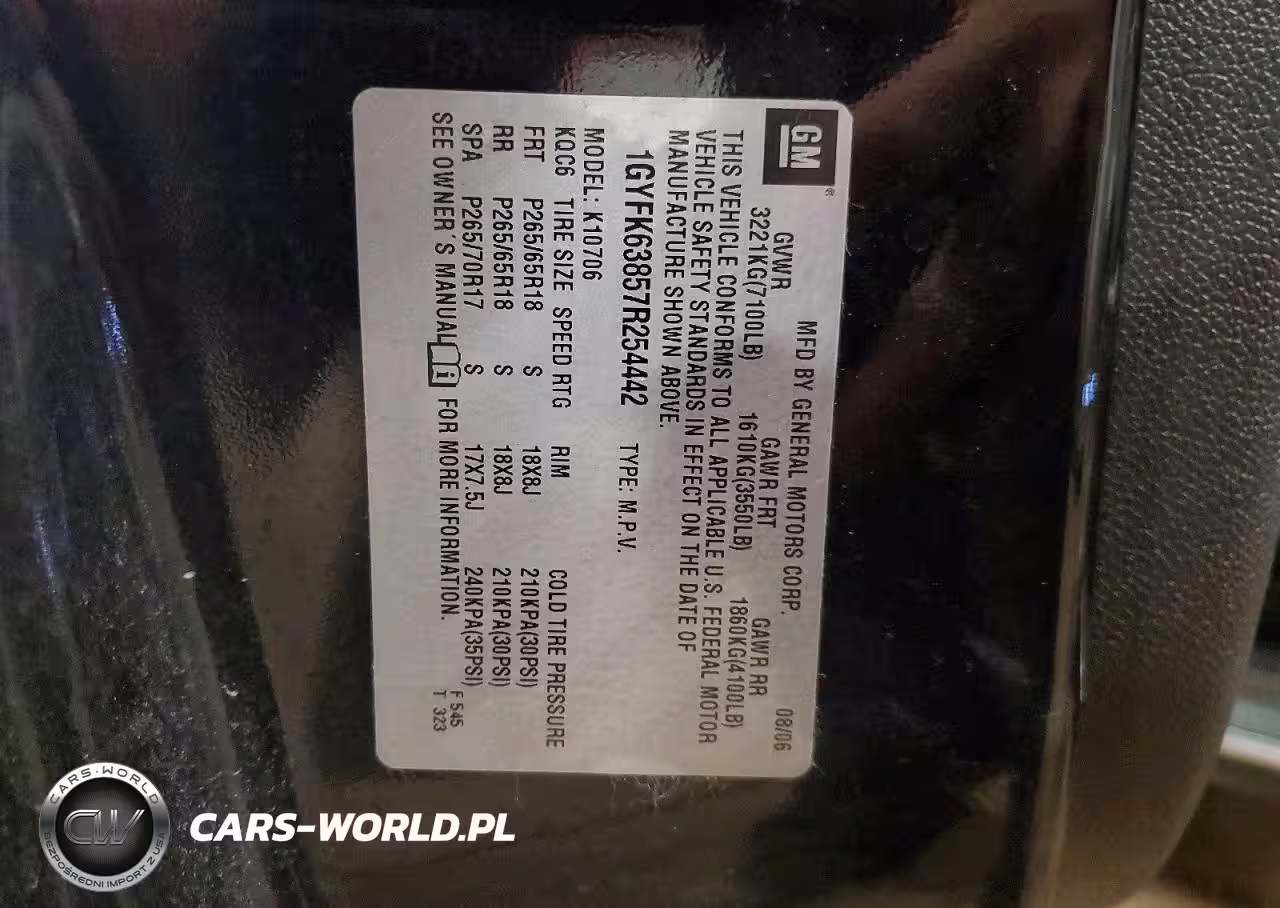 GM
MFD BY GENERAL MOTORS CORP. 08/06
GVWR GAWR FRT GAWR RR
3221KG(7100LB) 1610KG(3550LB) 1860KG(4100LB)
THIS VEHICLE CONFORMS TO ALL APPLICABLE U.S. FEDERAL MOTOR
VEHICLE SAFETY STANDARDS IN EFFECT ON THE DATE OF
MANUFACTURE SHOWN ABOVE.
1GYFK63857R254442 TYPE: M.P.V.
MODEL: K10706
KQC6 TIRE SIZE SPEED RTG RIM COLD TIRE PRESSURE
FRT P265/65R18 S 18X8J 210KPA(30PSI)
RR P265/65R18 S 18X8J 210KPA(30PSI)
SPA P265/70R17 S 17X7.5J 240KPA(35PSI)
SEE OWNER'S MANUAL i FOR MORE INFORMATION.
F 545
T 323
CARS-WORLD
CW
BEZPOŚREDNI IMPORT Z USA
CARS-WORLD.PL